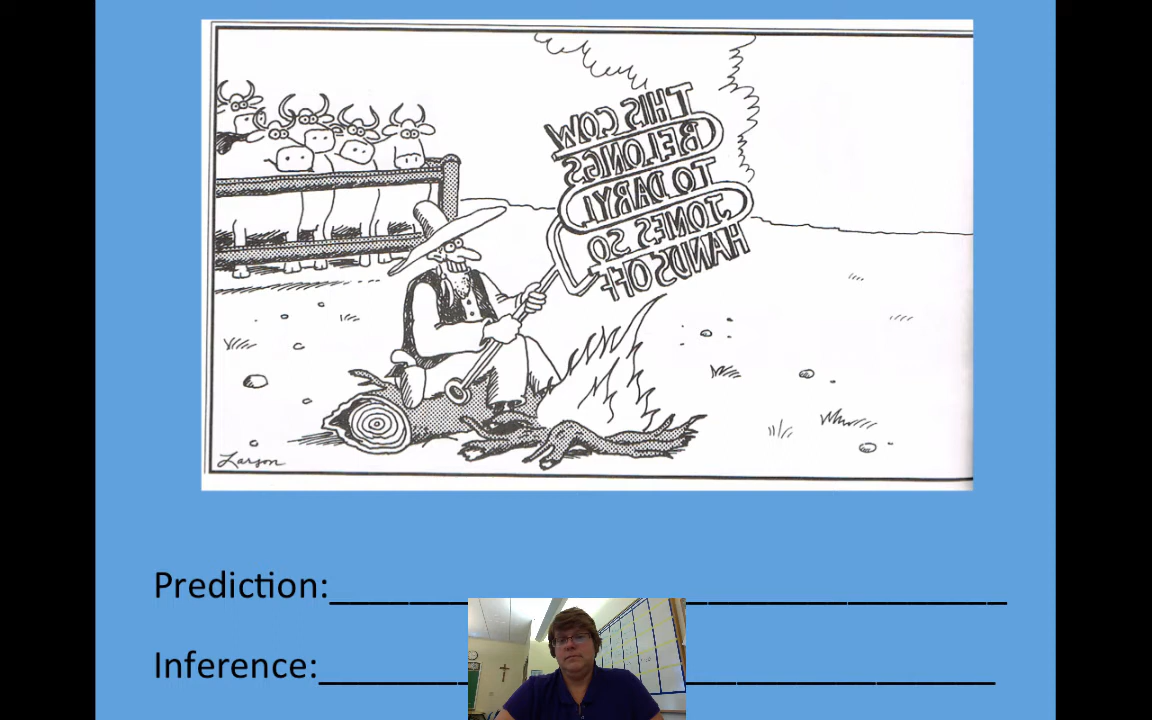 THIS COW
BELONGS
TO DARYL
JONES SO
HANDS OFF
Larson
Prediction:
Inference: